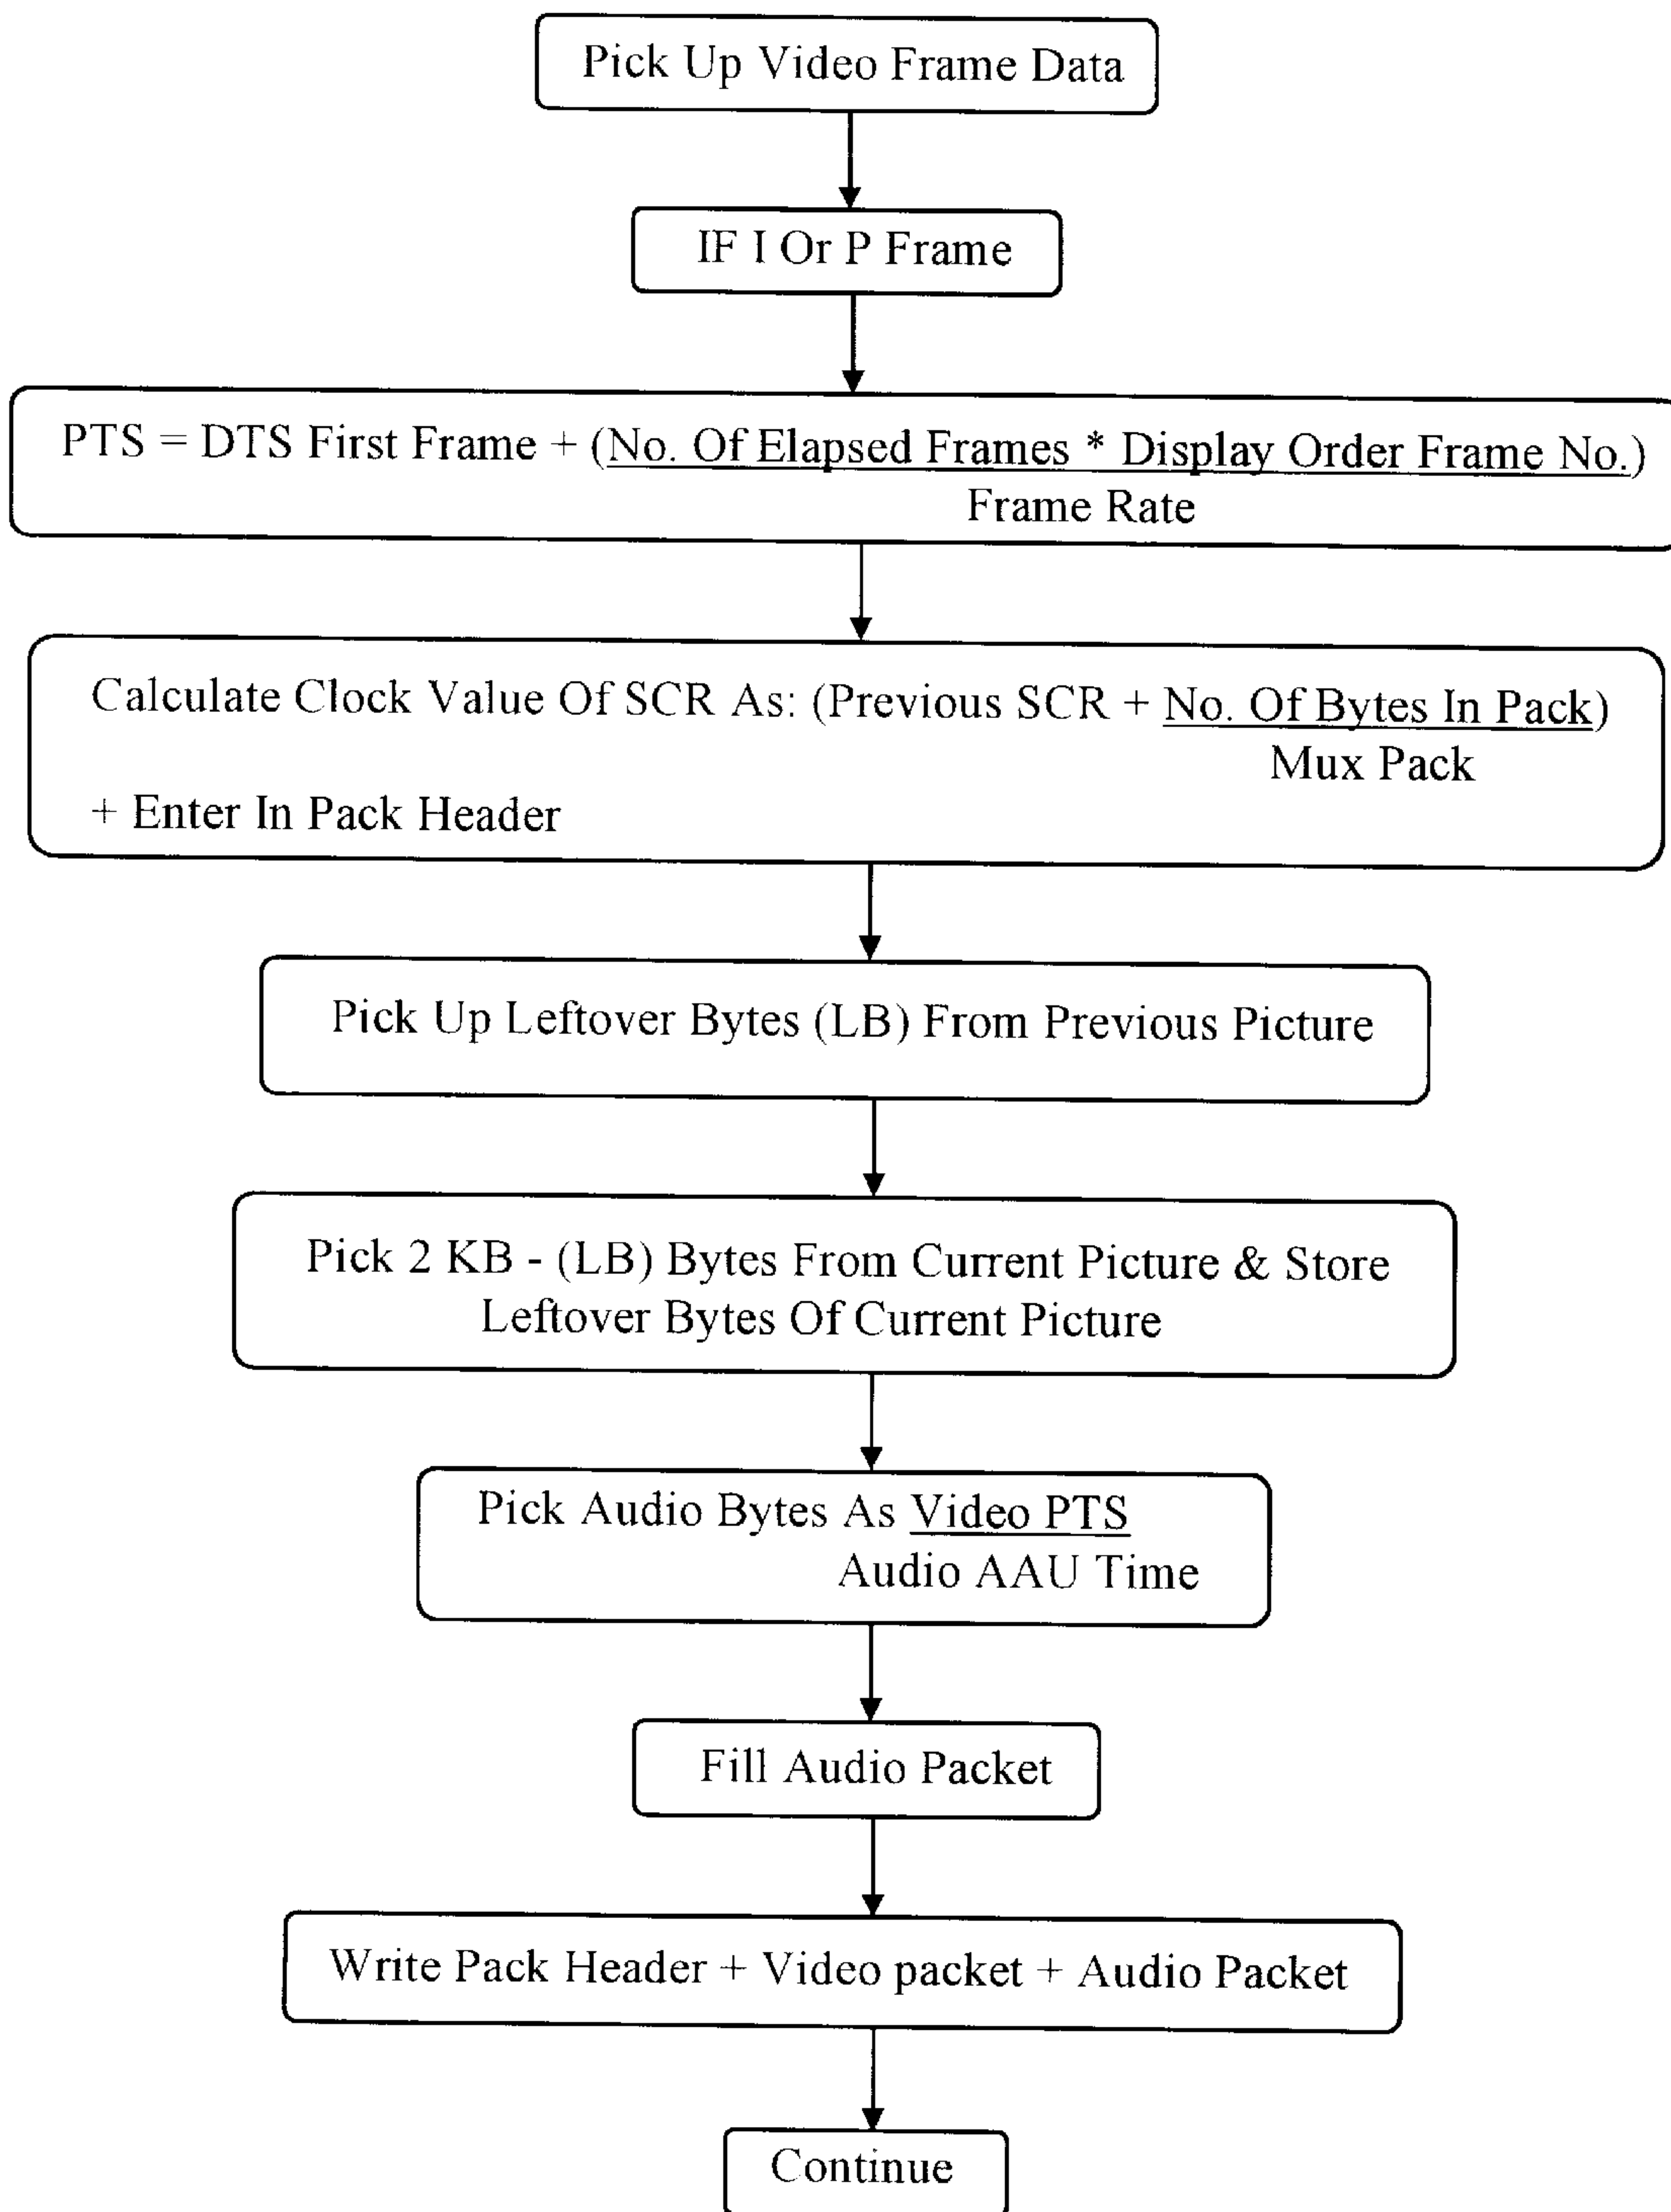 Pick Up Video Frame Data
IF I Or P Frame
PTS = DTS First Frame + (No. Of Elapsed Frames * Display Order Frame No.)
Frame Rate
Calculate Clock Value Of SCR As: (Previous SCR + No. Of Bytes In Pack)
Mux Pack
+ Enter In Pack Header
Pick Up Leftover Bytes (LB) From Previous Picture
Pick 2 KB - (LB) Bytes From Current Picture & Store
Leftover Bytes Of Current Picture
Pick Audio Bytes As Video PTS
Audio AAU Time
Fill Audio Packet
Write Pack Header + Video packet + Audio Packet
Continue